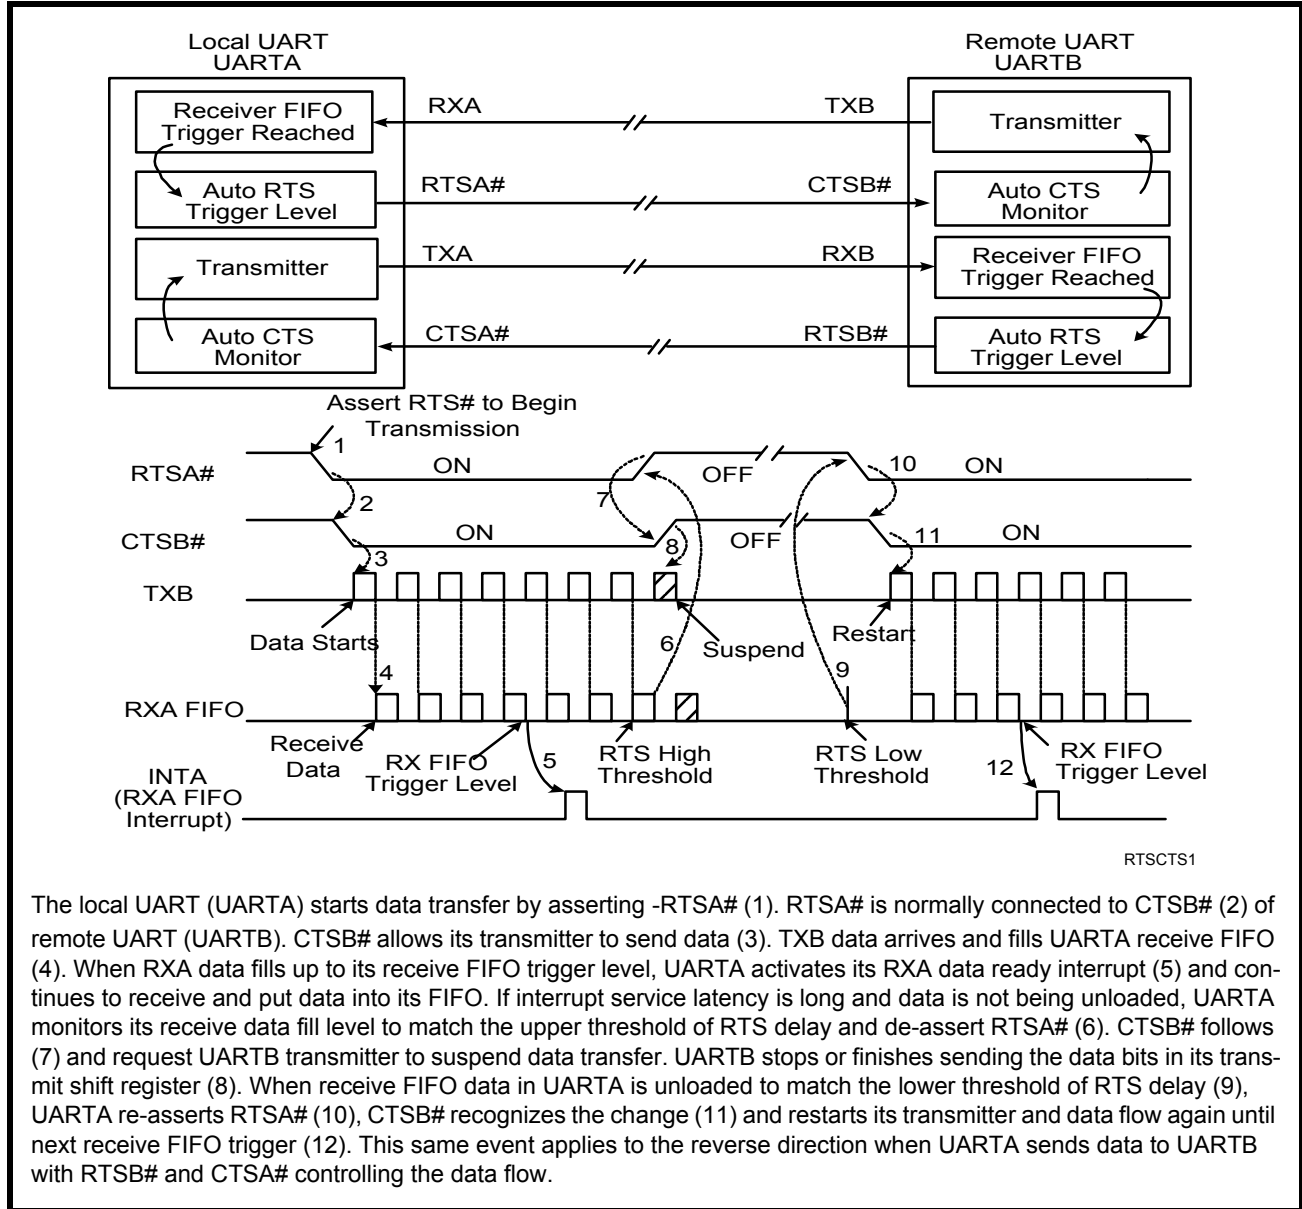 Local UART
UARTA
Remote UART
UARTB
Receiver FIFO
Trigger Reached
RXA
TXB
Transmitter
Auto RTS
Trigger Level
RTSA#
CTSB#
Auto CTS
Monitor
Transmitter
TXA
RXB
Receiver FIFO
Trigger Reached
Auto CTS
Monitor
CTSA#
RTSB#
Auto RTS
Trigger Level
Assert RTS# to Begin
Transmission
1
RTSA#
ON
OFF
10
ON
2
7
CTSB#
ON
8
OFF
11
ON
3
TXB
Data Starts
6
Suspend
Restart
4
9
RXA FIFO
Receive
Data
RX FIFO
Trigger Level
5
RTS High
Threshold
RTS Low
Threshold
12
RX FIFO
Trigger Level
INTA
(RXA FIFO
Interrupt)
RTSCTS1
The local UART (UARTA) starts data transfer by asserting -RTSA# (1). RTSA# is normally connected to CTSB# (2) of
remote UART (UARTB). CTSB# allows its transmitter to send data (3). TXB data arrives and fills UARTA receive FIFO
(4). When RXA data fills up to its receive FIFO trigger level, UARTA activates its RXA data ready interrupt (5) and con-
tinues to receive and put data into its FIFO. If interrupt service latency is long and data is not being unloaded, UARTA
monitors its receive data fill level to match the upper threshold of RTS delay and de-assert RTSA# (6). CTSB# follows
(7) and request UARTB transmitter to suspend data transfer. UARTB stops or finishes sending the data bits in its trans-
mit shift register (8). When receive FIFO data in UARTA is unloaded to match the lower threshold of RTS delay (9),
UARTA re-asserts RTSA# (10), CTSB# recognizes the change (11) and restarts its transmitter and data flow again until
next receive FIFO trigger (12). This same event applies to the reverse direction when UARTA sends data to UARTB
with RTSB# and CTSA# controlling the data flow.